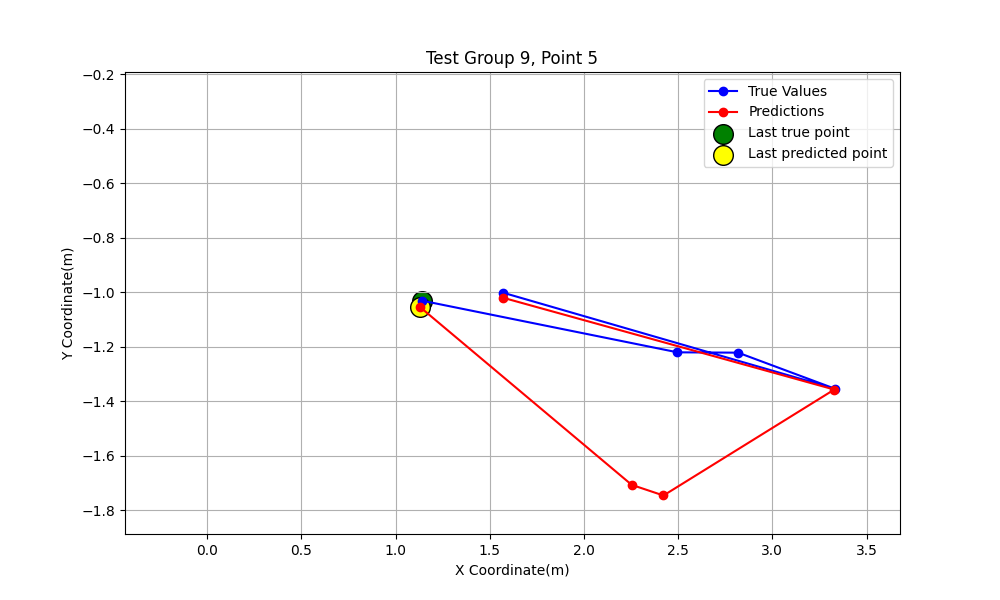 Test Group 9, Point 5
True Values
Predictions
Last true point
Last predicted point
Y Coordinate(m)
−0.2
−0.4
−0.6
−0.8
−1.0
−1.2
−1.4
−1.6
−1.8
0.0 0.5 1.0 1.5 2.0 2.5 3.0 3.5
X Coordinate(m)